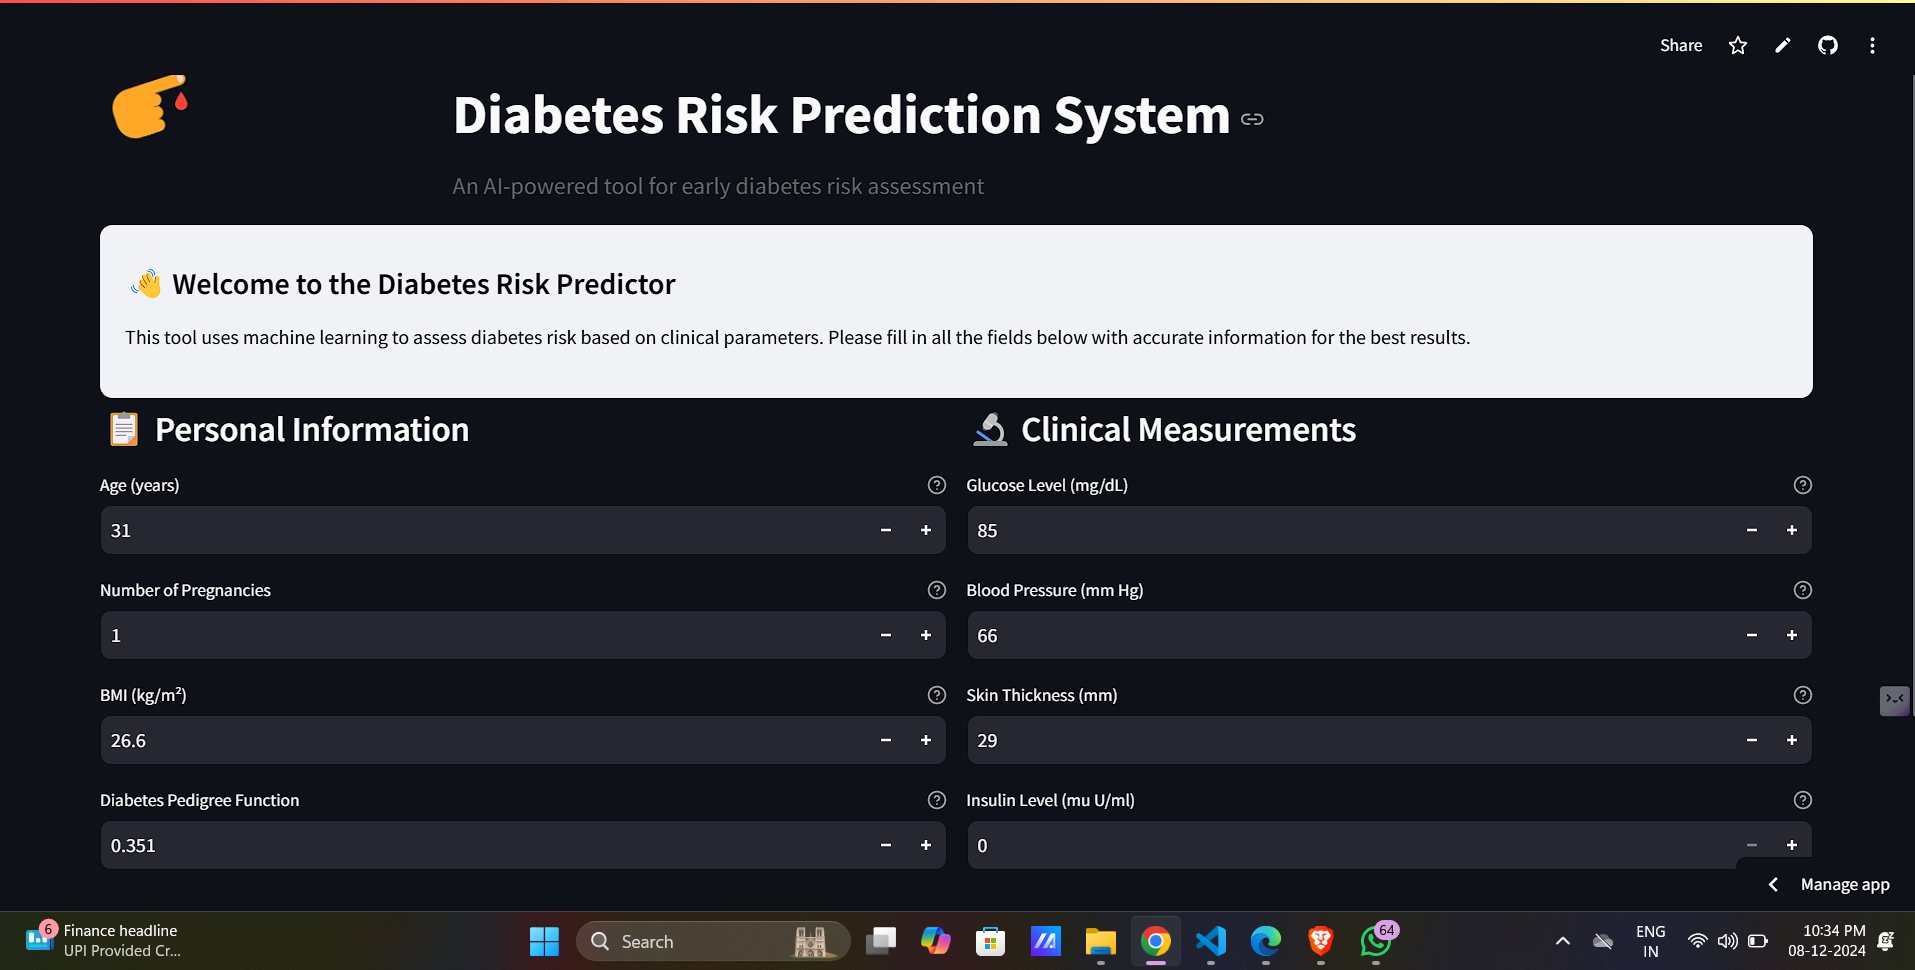 Share
Diabetes Risk Prediction System
An AI-powered tool for early diabetes risk assessment
Welcome to the Diabetes Risk Predictor
This tool uses machine learning to assess diabetes risk based on clinical parameters. Please fill in all the fields below with accurate information for the best results.
Personal Information
Age (years)
31
Number of Pregnancies
1
BMI (kg/m²)
26.6
Diabetes Pedigree Function
0.351
Clinical Measurements
Glucose Level (mg/dL)
85
Blood Pressure (mm Hg)
66
Skin Thickness (mm)
29
Insulin Level (mu U/ml)
0
Manage app
6
Finance headline
UPI Provided Cr...
Search
64
ENG
IN
10:34 PM
08-12-2024